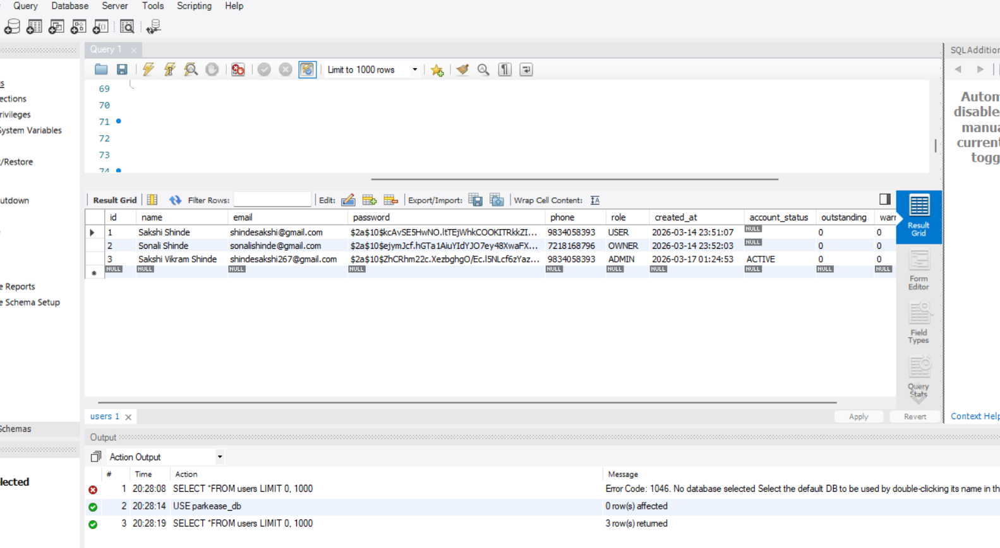 Query Database Server Tools Scripting Help
Query 1
SQLAddition
Limit to 1000 rows
69
70
71
72
73
74
ections
rivileges
System Variables
/Restore
utdown
e Reports
e Schema Setup
Schemas
lected
Autom
disable
manua
current
togg
Result Grid Filter Rows: Edit: Export/Import: Wrap Cell Content:
id name email password phone role created_at account_status outstanding warr
1 Sakshi Shinde shindesakshi@gmail.com $2a$10$kcAvSE5HwNO.ltTEjWhkCOOKITRkkZI... 9834058393 USER 2026-03-14 23:51:07 NULL 0 0
2 Sonali Shinde sonalishinde@gmail.com $2a$10$ejymJcf.hGTa1AiuYIdYJO7ey48XwaFX... 7218168796 OWNER 2026-03-14 23:52:03 NULL 0 0
3 Sakshi Vikram Shinde shindesakshi267@gmail.com $2a$10$ZhCRhm22c.XezbghgO/Ec.l5NLcf6zYaz... 9834058393 ADMIN 2026-03-17 01:24:53 ACTIVE 0 0
NULL NULL NULL NULL NULL NULL NULL NULL NULL NULL
Result
Grid
Form
Editor
Field
Types
Query
Stats
users 1
Apply Revert
Context Help
Output
Action Output
# Time Action Message
1 20:28:08 SELECT *FROM users LIMIT 0, 1000 Error Code: 1046. No database selected Select the default DB to be used by double-clicking its name in th
2 20:28:14 USE parkease_db 0 row(s) affected
3 20:28:19 SELECT *FROM users LIMIT 0, 1000 3 row(s) returned